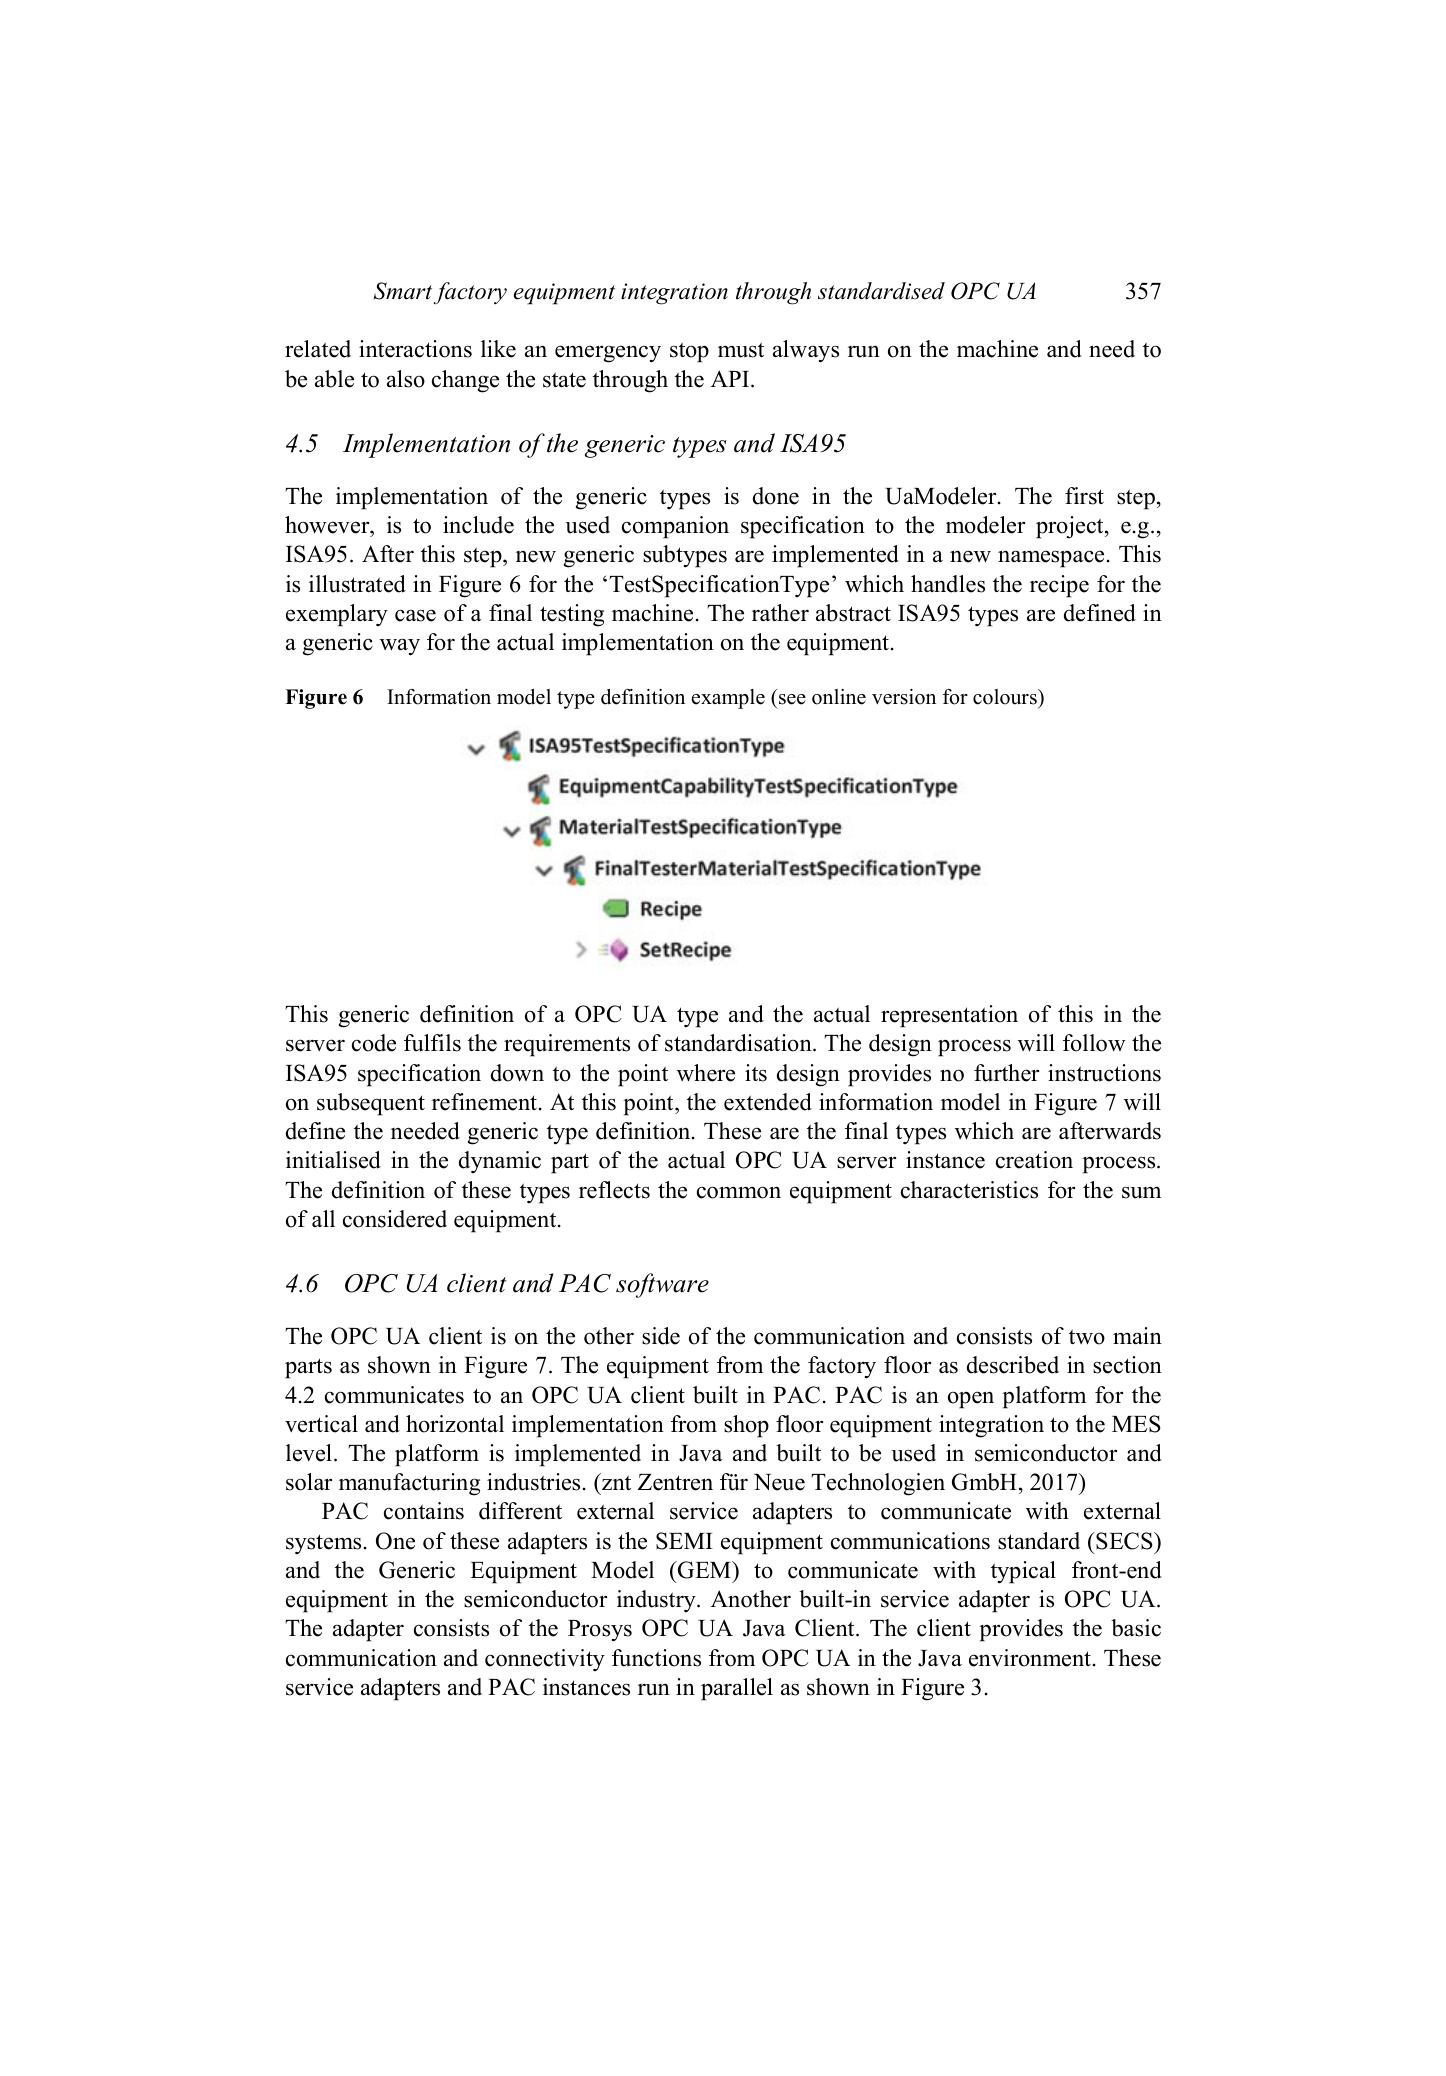 Smart factory equipment integration through standardised OPC UA 357
related interactions like an emergency stop must always run on the machine and need to
be able to also change the state through the API.
4.5 Implementation of the generic types and ISA95
The implementation of the generic types is done in the UaModeler. The first step,
however, is to include the used companion specification to the modeler project, e.g.,
ISA95. After this step, new generic subtypes are implemented in a new namespace. This
is illustrated in Figure 6 for the ‘TestSpecificationType’ which handles the recipe for the
exemplary case of a final testing machine. The rather abstract ISA95 types are defined in
a generic way for the actual implementation on the equipment.
Figure 6 Information model type definition example (see online version for colours)
ISA95TestSpecificationType
EquipmentCapabilityTestSpecificationType
MaterialTestSpecificationType
FinalTesterMaterialTestSpecificationType
Recipe
SetRecipe
This generic definition of a OPC UA type and the actual representation of this in the
server code fulfils the requirements of standardisation. The design process will follow the
ISA95 specification down to the point where its design provides no further instructions
on subsequent refinement. At this point, the extended information model in Figure 7 will
define the needed generic type definition. These are the final types which are afterwards
initialised in the dynamic part of the actual OPC UA server instance creation process.
The definition of these types reflects the common equipment characteristics for the sum
of all considered equipment.
4.6 OPC UA client and PAC software
The OPC UA client is on the other side of the communication and consists of two main
parts as shown in Figure 7. The equipment from the factory floor as described in section
4.2 communicates to an OPC UA client built in PAC. PAC is an open platform for the
vertical and horizontal implementation from shop floor equipment integration to the MES
level. The platform is implemented in Java and built to be used in semiconductor and
solar manufacturing industries. (znt Zentren für Neue Technologien GmbH, 2017)
PAC contains different external service adapters to communicate with external
systems. One of these adapters is the SEMI equipment communications standard (SECS)
and the Generic Equipment Model (GEM) to communicate with typical front-end
equipment in the semiconductor industry. Another built-in service adapter is OPC UA.
The adapter consists of the Prosys OPC UA Java Client. The client provides the basic
communication and connectivity functions from OPC UA in the Java environment. These
service adapters and PAC instances run in parallel as shown in Figure 3.